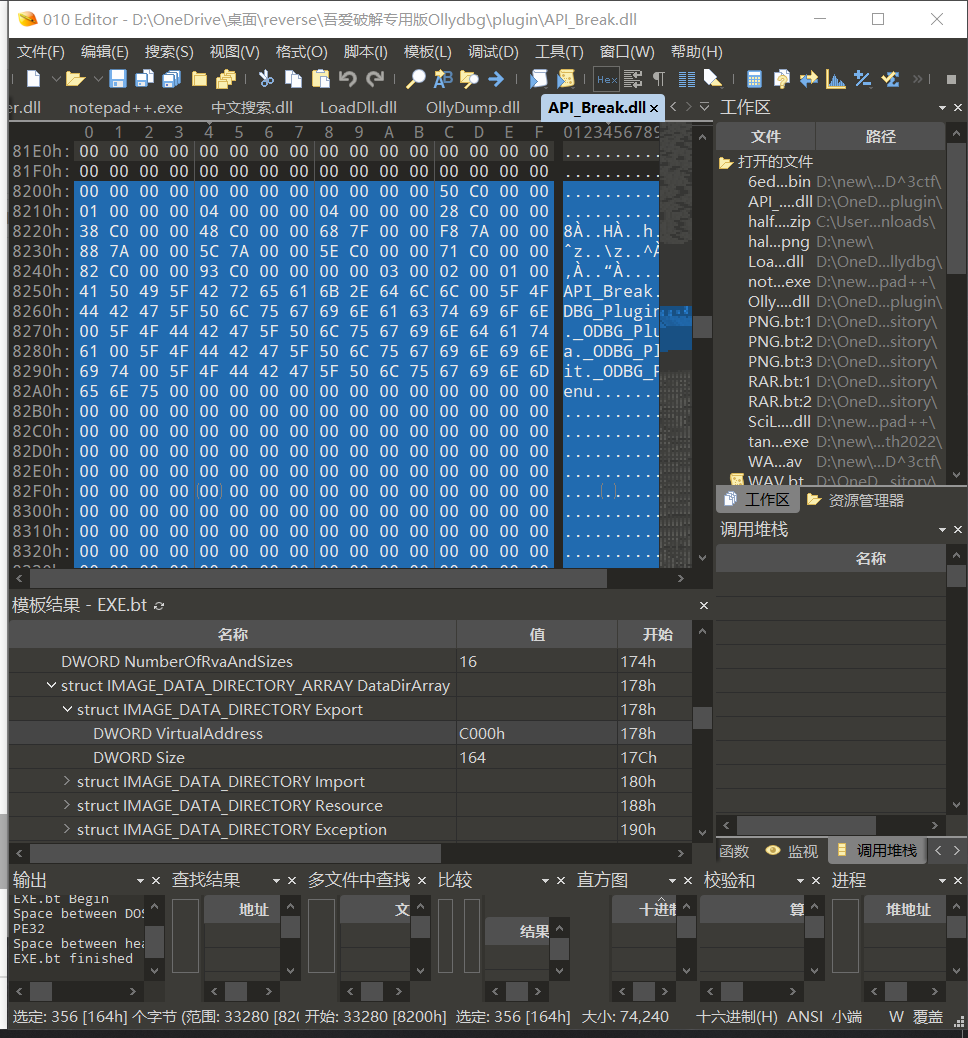 010 Editor - D:\OneDrive\桌面\reverse\吾爱破解专用版Ollydbg\plugin\API_Break.dll
文件(F) 编辑(E) 搜索(S) 视图(V) 格式(O) 脚本(I) 模板(L) 调试(D) 工具(T) 窗口(W) 帮助(H)
Hex
er.dll notepad++.exe 中文搜索.dll LoadDll.dll OllyDump.dll API_Break.dll
0 1 2 3 4 5 6 7 8 9 A B C D E F 0123456789
81E0h: 00 00 00 00 00 00 00 00 00 00 00 00 00 00 00 00 ..........
81F0h: 00 00 00 00 00 00 00 00 00 00 00 00 00 00 00 00 ..........
8200h: 00 00 00 00 00 00 00 00 00 00 00 00 50 C0 00 00 ..........
8210h: 01 00 00 00 04 00 00 00 04 00 00 00 28 C0 00 00 ..........
8220h: 38 C0 00 00 48 C0 00 00 68 7F 00 00 F8 7A 00 00 8À..HÀ..h.
8230h: 88 7A 00 00 5C 7A 00 00 5E C0 00 00 71 C0 00 00 ˆz..\z..^À
8240h: 82 C0 00 00 93 C0 00 00 00 00 03 00 02 00 01 00 ‚À..“À....
8250h: 41 50 49 5F 42 72 65 61 6B 2E 64 6C 6C 00 5F 4F API_Break.
8260h: 44 42 47 5F 50 6C 75 67 69 6E 61 63 74 69 6F 6E DBG_Plugin
8270h: 00 5F 4F 44 42 47 5F 50 6C 75 67 69 6E 64 61 74 ._ODBG_Plu
8280h: 61 00 5F 4F 44 42 47 5F 50 6C 75 67 69 6E 69 6E a._ODBG_Pl
8290h: 69 74 00 5F 4F 44 42 47 5F 50 6C 75 67 69 6E 6D it._ODBG_P
82A0h: 65 6E 75 00 00 00 00 00 00 00 00 00 00 00 00 00 enu.......
82B0h: 00 00 00 00 00 00 00 00 00 00 00 00 00 00 00 00 ..........
82C0h: 00 00 00 00 00 00 00 00 00 00 00 00 00 00 00 00 ..........
82D0h: 00 00 00 00 00 00 00 00 00 00 00 00 00 00 00 00 ..........
82E0h: 00 00 00 00 00 00 00 00 00 00 00 00 00 00 00 00 ..........
82F0h: 00 00 00 00 00 00 00 00 00 00 00 00 00 00 00 00 ..........
8300h: 00 00 00 00 00 00 00 00 00 00 00 00 00 00 00 00 ..........
8310h: 00 00 00 00 00 00 00 00 00 00 00 00 00 00 00 00 ..........
8320h: 00 00 00 00 00 00 00 00 00 00 00 00 00 00 00 00 ..........
工作区
文件 路径
打开的文件
6ed...bin D:\new\...D^3ctf\
API_....dll D:\OneD...plugin\
half....zip C:\User...nloads\
hal...png D:\new\
Loa...dll D:\OneD...llydbg\
not...exe D:\new...pad++\
Olly....dll D:\OneD...plugin\
PNG.bt:1 D:\OneD...sitory\
PNG.bt:2 D:\OneD...sitory\
PNG.bt:3 D:\OneD...sitory\
RAR.bt:1 D:\OneD...sitory\
RAR.bt:2 D:\OneD...sitory\
SciL....dll D:\new...pad++\
tan...exe D:\new...th2022\
WA...av D:\new\...D^3ctf\
WAV.bt D:\OneD...sitory\
工作区 资源管理器
调用堆栈
名称
函数 监视 调用堆栈
模板结果 - EXE.bt
名称 值 开始
DWORD NumberOfRvaAndSizes 16 174h
struct IMAGE_DATA_DIRECTORY_ARRAY DataDirArray 178h
struct IMAGE_DATA_DIRECTORY Export 178h
DWORD VirtualAddress C000h 178h
DWORD Size 164 17Ch
struct IMAGE_DATA_DIRECTORY Import 180h
struct IMAGE_DATA_DIRECTORY Resource 188h
struct IMAGE_DATA_DIRECTORY Exception 190h
输出 查找结果 多文件中查找 比较 直方图 校验和 进程
EXE.bt Begin
Space between DOS
PE32
Space between hea
EXE.bt finished
地址 文 结果 十进制 算 堆地址
选定: 356 [164h] 个字节 (范围: 33280 [820 开始: 33280 [8200h] 选定: 356 [164h] 大小: 74,240 十六进制(H) ANSI 小端 W 覆盖